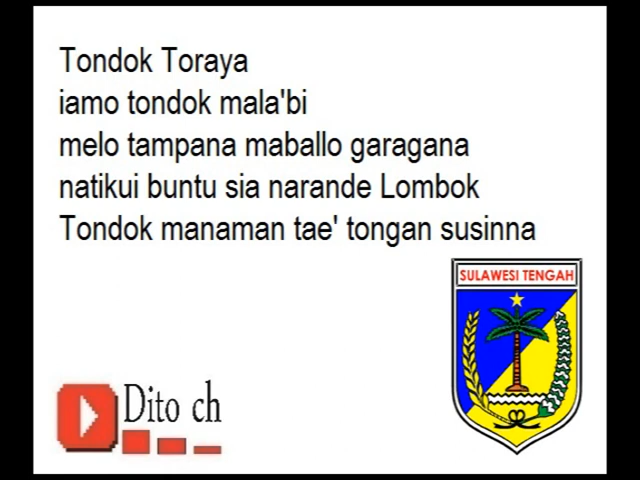 Tondok Toraya
iamo tondok mala'bi
melo tampana maballo garagana
natikui buntu sia narande Lombok
Tondok manaman tae' tongan susinna
SULAWESI TENGAH
Dito ch